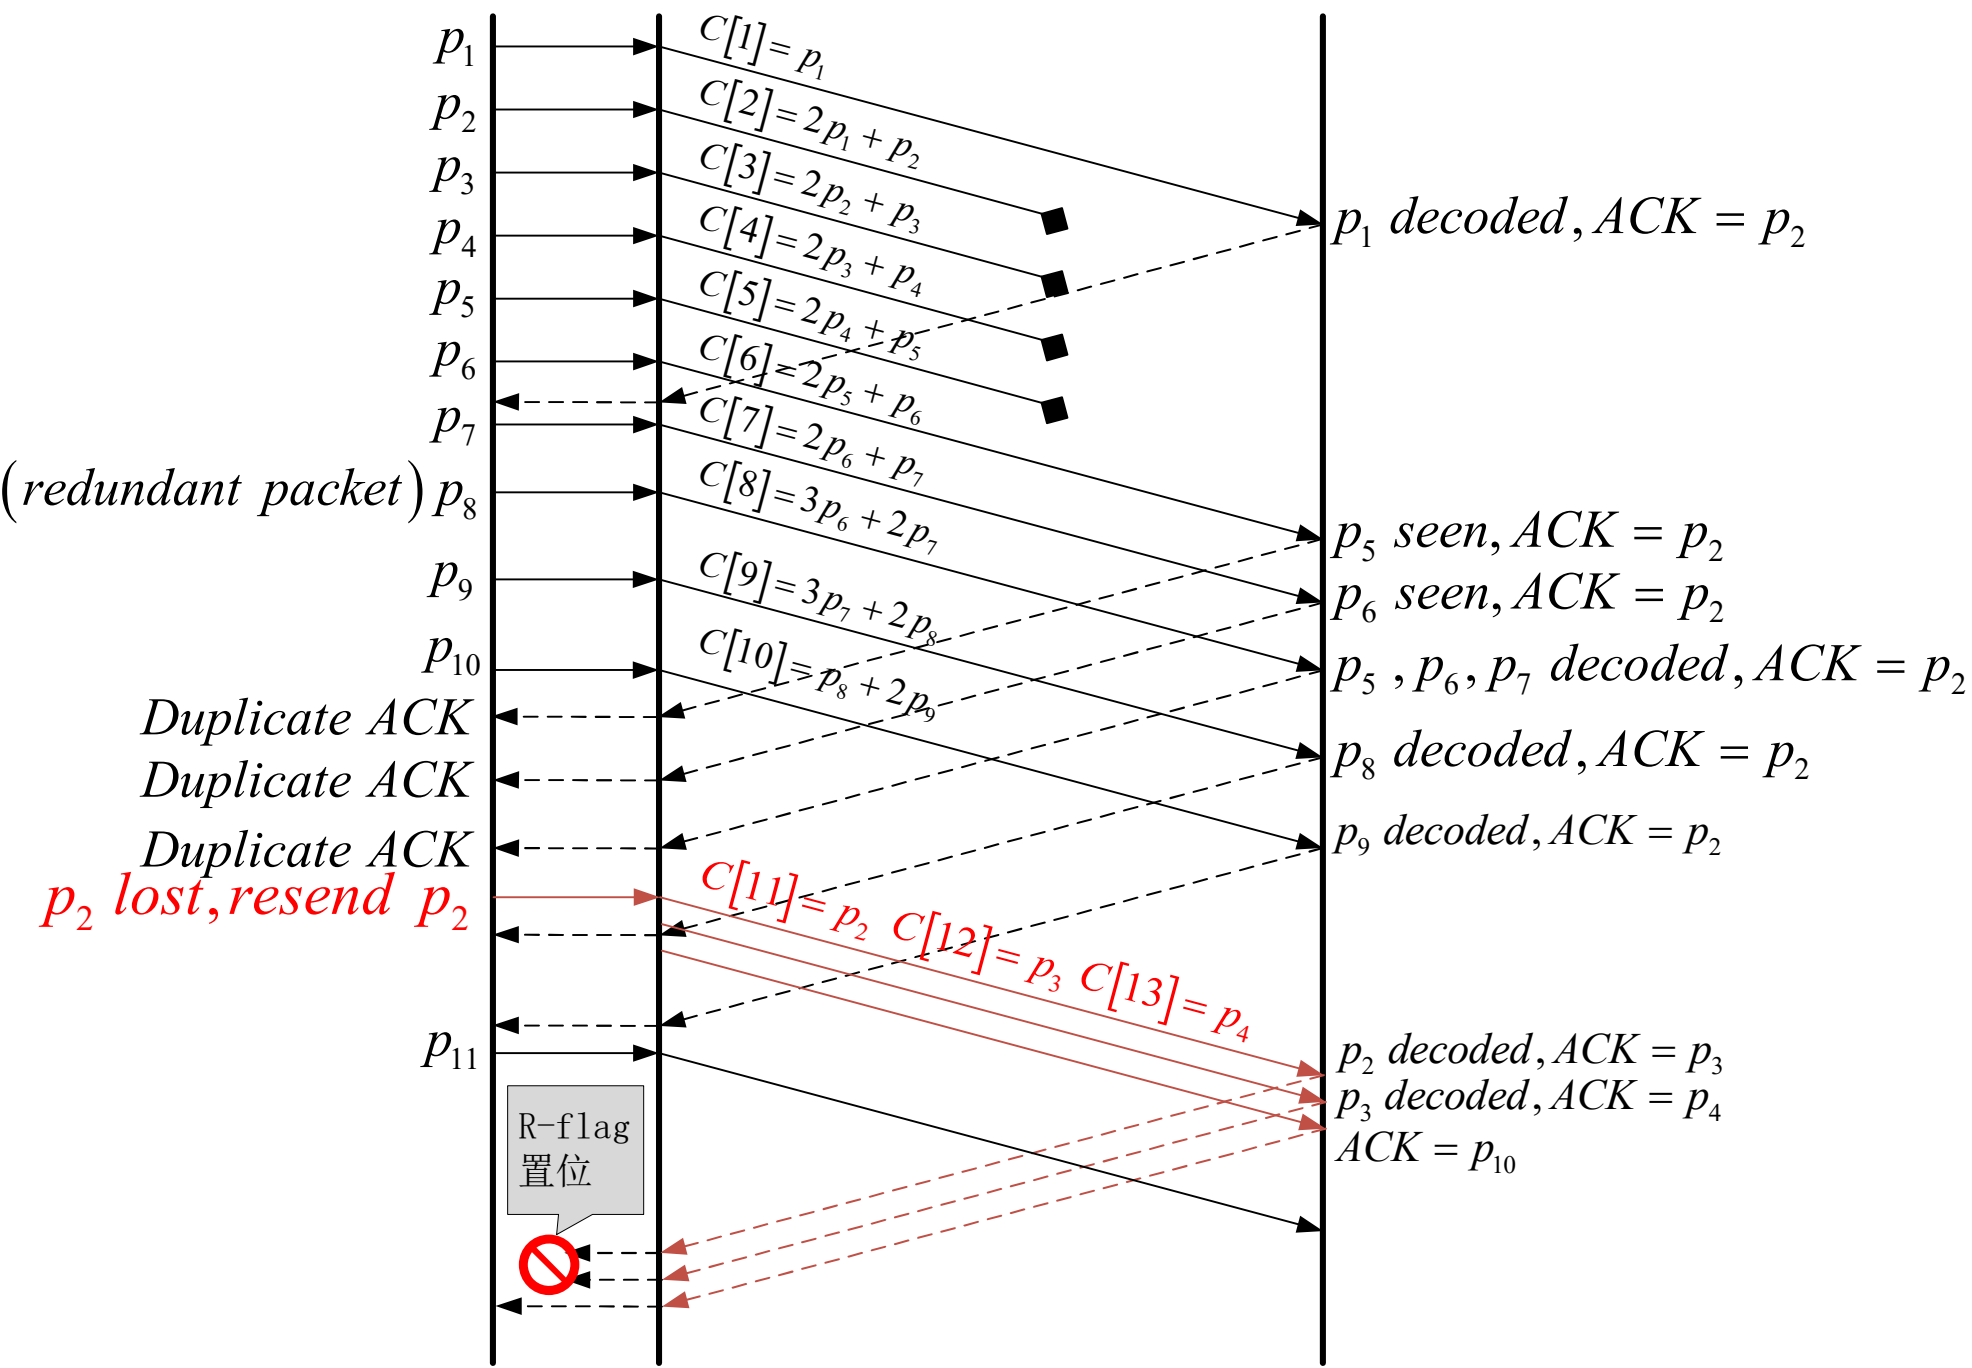 p₁
C[1]=p₁
p₂
C[2]=2p₁+p₂
p₃
C[3]=2p₂+p₃
p₁ decoded, ACK = p₂
p₄
C[4]=2p₃+p₄
p₅
C[5]=2p₄+p₅
p₆
C[6]=2p₅+p₆
p₇
C[7]=2p₆+p₇
(redundant packet) p₈
C[8]=3p₆+2p₇
p₅ seen, ACK = p₂
p₉
C[9]=3p₇+2p₈
p₆ seen, ACK = p₂
p₁₀
C[10]=p₈+2p₉
p₅, p₆, p₇ decoded, ACK = p₂
Duplicate ACK
Duplicate ACK
p₈ decoded, ACK = p₂
Duplicate ACK
p₉ decoded, ACK = p₂
p₂ lost, resend p₂
C[11]=p₂ C[12]=p₃ C[13]=p₄
p₁₁
p₂ decoded, ACK = p₃
p₃ decoded, ACK = p₄
ACK = p₁₀
R-flag
置位